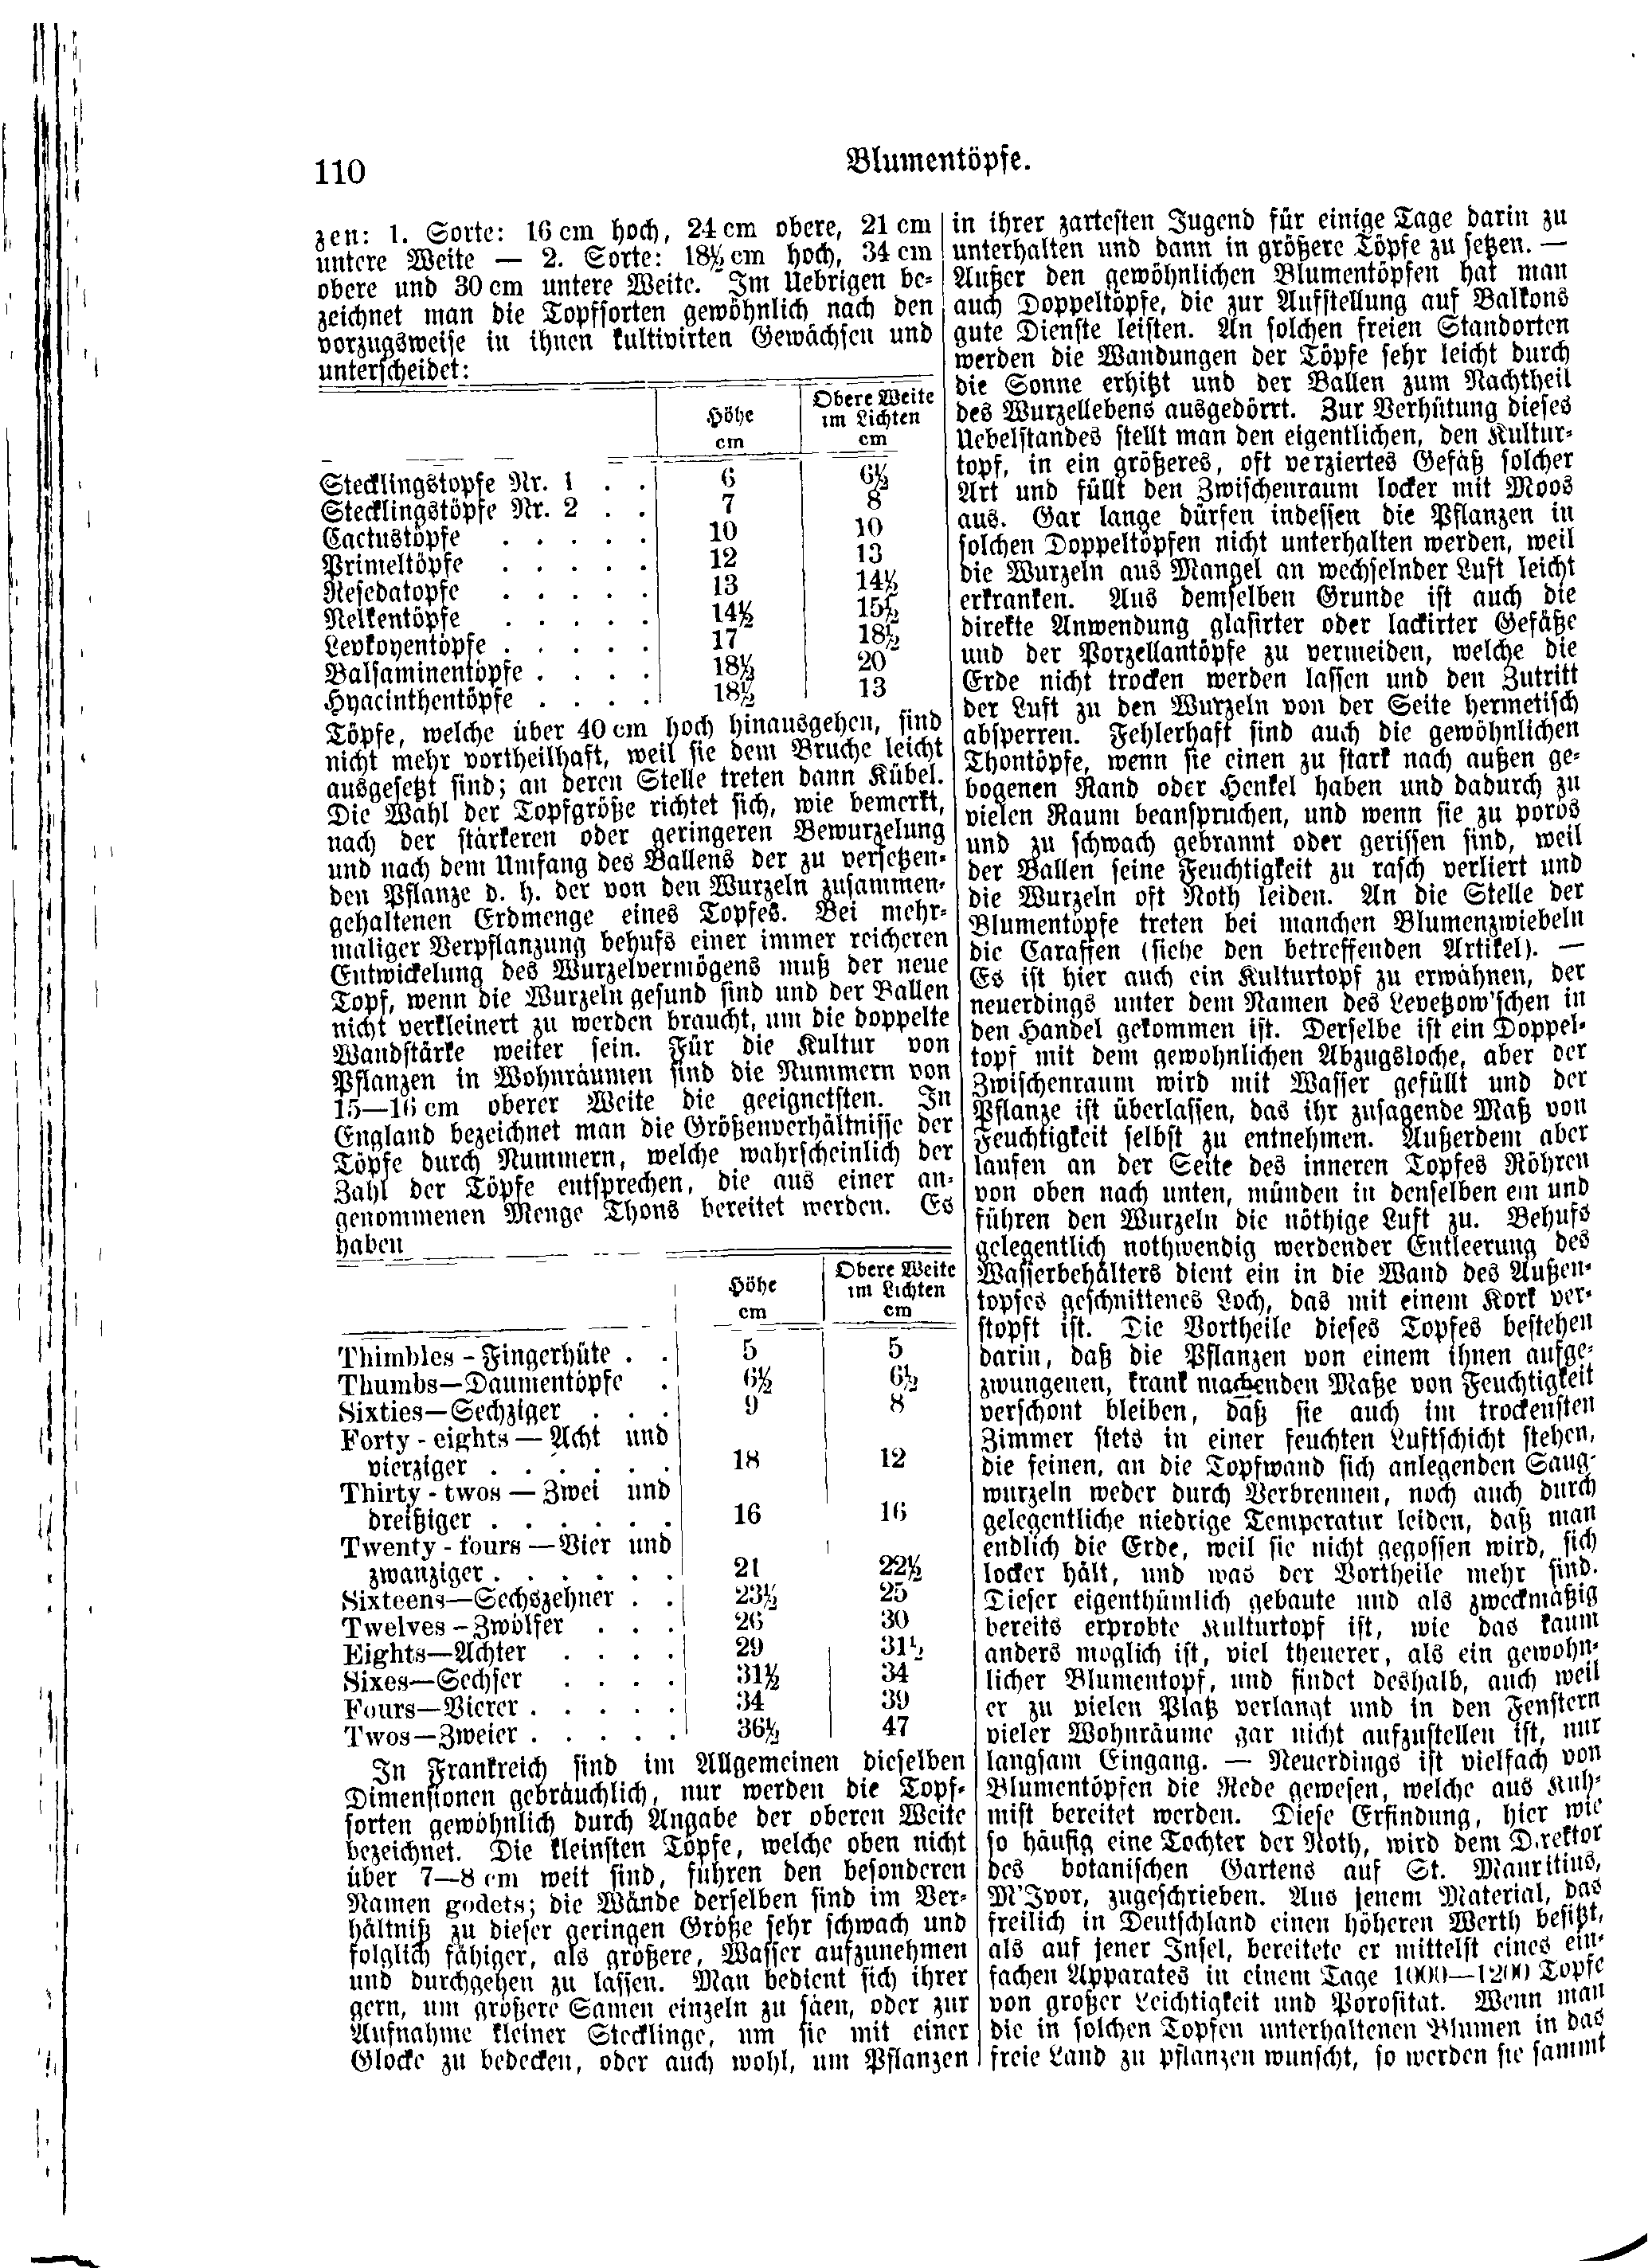 110
Blumentöpfe.
zen: 1. Sorte: 16 cm hoch, 24 cm obere, 21 cm
untere Weite — 2. Sorte: 18½ cm hoch, 34 cm
obere und 30 cm untere Weite. Im Uebrigen be-
zeichnet man die Topfsorten gewöhnlich nach den
vorzugsweise in ihnen kultivirten Gewächsen und
unterscheidet:
Höhe cm Obere Weite im Lichten cm
Stecklingstopfe Nr. 1 . . 6 6½
Stecklingstöpfe Nr. 2 . . 7 8
Cactustöpfe . . . . . 10 10
Primeltöpfe . . . . . 12 13
Resedatopfe . . . . . 13 14½
Nelkentöpfe . . . . . 14½ 15½
Levkoyentöpfe . . . . . 17 18½
Balsaminentöpfe . . . . 18½ 20
Hyacinthentöpfe . . . . 18½ 13
Töpfe, welche über 40 cm hoch hinausgehen, sind
nicht mehr vortheilhaft, weil sie dem Bruche leicht
ausgesetzt sind; an deren Stelle treten dann Kübel.
Die Wahl der Topfgröße richtet sich, wie bemerkt,
nach der stärkeren oder geringeren Bewurzelung
und nach dem Umfang des Ballens der zu versetzen-
den Pflanze d. h. der von den Wurzeln zusammen-
gehaltenen Erdmenge eines Topfes. Bei mehr-
maliger Verpflanzung behufs einer immer reicheren
Entwickelung des Wurzelvermögens muß der neue
Topf, wenn die Wurzeln gesund sind und der Ballen
nicht verkleinert zu werden braucht, um die doppelte
Wandstärke weiter sein. Für die Kultur von
Pflanzen in Wohnräumen sind die Nummern von
15—16 cm oberer Weite die geeignetsten. In
England bezeichnet man die Größenverhältnisse der
Töpfe durch Nummern, welche wahrscheinlich der
Zahl der Töpfe entsprechen, die aus einer an-
genommenen Menge Thons bereitet werden. Es
haben
Höhe cm Obere Weite im Lichten cm
Thimbles - Fingerhüte . . 5 5
Thumbs—Daumentöpfe . 6½ 6½
Sixties—Sechziger . . . 9 8
Forty - eights — Acht und
vierziger . . . . . . 18 12
Thirty - twos — Zwei und
dreißiger . . . . . . 16 16
Twenty - fours — Vier und
zwanziger . . . . . . 21 22½
Sixteens—Sechszehner . . 23½ 25
Twelves - Zwölfer . . . 26 30
Eights—Achter . . . . 29 31½
Sixes—Sechser . . . . 31½ 34
Fours—Vierer . . . . . 34 39
Twos—Zweier . . . . . 36½ 47
In Frankreich sind im Allgemeinen dieselben
Dimensionen gebräuchlich, nur werden die Topf-
sorten gewöhnlich durch Angabe der oberen Weite
bezeichnet. Die kleinsten Töpfe, welche oben nicht
über 7—8 cm weit sind, führen den besonderen
Namen godets; die Wände derselben sind im Ver-
hältniß zu dieser geringen Größe sehr schwach und
folglich fähiger, als größere, Wasser aufzunehmen
und durchgehen zu lassen. Man bedient sich ihrer
gern, um größere Samen einzeln zu säen, oder zur
Aufnahme kleiner Stecklinge, um sie mit einer
Glocke zu bedecken, oder auch wohl, um Pflanzen
in ihrer zartesten Jugend für einige Tage darin zu
unterhalten und dann in größere Töpfe zu setzen. —
Außer den gewöhnlichen Blumentöpfen hat man
auch Doppeltöpfe, die zur Aufstellung auf Balkons
gute Dienste leisten. An solchen freien Standorten
werden die Wandungen der Töpfe sehr leicht durch
die Sonne erhitzt und der Ballen zum Nachtheil
des Wurzellebens ausgedörrt. Zur Verhütung dieses
Uebelstandes stellt man den eigentlichen, den Kultur-
topf, in ein größeres, oft verziertes Gefäß solcher
Art und füllt den Zwischenraum locker mit Moos
aus. Gar lange dürfen indessen die Pflanzen in
solchen Doppeltöpfen nicht unterhalten werden, weil
die Wurzeln aus Mangel an wechselnder Luft leicht
erkranken. Aus demselben Grunde ist auch die
direkte Anwendung glasirter oder lackirter Gefäße
und der Porzellantöpfe zu vermeiden, welche die
Erde nicht trocken werden lassen und den Zutritt
der Luft zu den Wurzeln von der Seite hermetisch
absperren. Fehlerhaft sind auch die gewöhnlichen
Thontöpfe, wenn sie einen zu stark nach außen ge-
bogenen Rand oder Henkel haben und dadurch zu
vielen Raum beanspruchen, und wenn sie zu porös
und zu schwach gebrannt oder gerissen sind, weil
der Ballen seine Feuchtigkeit zu rasch verliert und
die Wurzeln oft Noth leiden. An die Stelle der
Blumentöpfe treten bei manchen Blumenzwiebeln
die Caraffen (siehe den betreffenden Artikel). —
Es ist hier auch ein Kulturtopf zu erwähnen, der
neuerdings unter dem Namen des Levetzow'schen in
den Handel gekommen ist. Derselbe ist ein Doppel-
topf mit dem gewohnlichen Abzugsloche, aber der
Zwischenraum wird mit Wasser gefüllt und der
Pflanze ist überlassen, das ihr zusagende Maß von
Feuchtigkeit selbst zu entnehmen. Außerdem aber
laufen an der Seite des inneren Topfes Röhren
von oben nach unten, münden in denselben ein und
führen den Wurzeln die nöthige Luft zu. Behufs
gelegentlich nothwendig werdender Entleerung des
Wasserbehälters dient ein in die Wand des Außen-
topfes geschnittenes Loch, das mit einem Kork ver-
stopft ist. Die Vortheile dieses Topfes bestehen
darin, daß die Pflanzen von einem ihnen aufge-
zwungenen, krank machenden Maße von Feuchtigkeit
verschont bleiben, daß sie auch im trockensten
Zimmer stets in einer feuchten Luftschicht stehen,
die feinen, an die Topfwand sich anlegenden Saug-
wurzeln weder durch Verbrennen, noch auch durch
gelegentliche niedrige Temperatur leiden, daß man
endlich die Erde, weil sie nicht gegossen wird, sich
locker hält, und was der Vortheile mehr sind.
Dieser eigenthümlich gebaute und als zweckmäßig
bereits erprobte Kulturtopf ist, wie das kaum
anders moglich ist, viel theuerer, als ein gewohn-
licher Blumentopf, und findet deshalb, auch weil
er zu vielen Platz verlangt und in den Fenstern
vieler Wohnräume gar nicht aufzustellen ist, nur
langsam Eingang. — Neuerdings ist vielfach von
Blumentöpfen die Rede gewesen, welche aus Kuh-
mist bereitet werden. Diese Erfindung, hier wie
so häufig eine Tochter der Noth, wird dem Direktor
des botanischen Gartens auf St. Mauritius,
M'Ivor, zugeschrieben. Aus jenem Material, das
freilich in Deutschland einen höheren Werth besitzt,
als auf jener Insel, bereitete er mittelst eines ein-
fachen Apparates in einem Tage 1000—1200 Topfe
von großer Leichtigkeit und Porosität. Wenn man
die in solchen Topfen unterhaltenen Blumen in das
freie Land zu pflanzen wunscht, so werden sie sammt